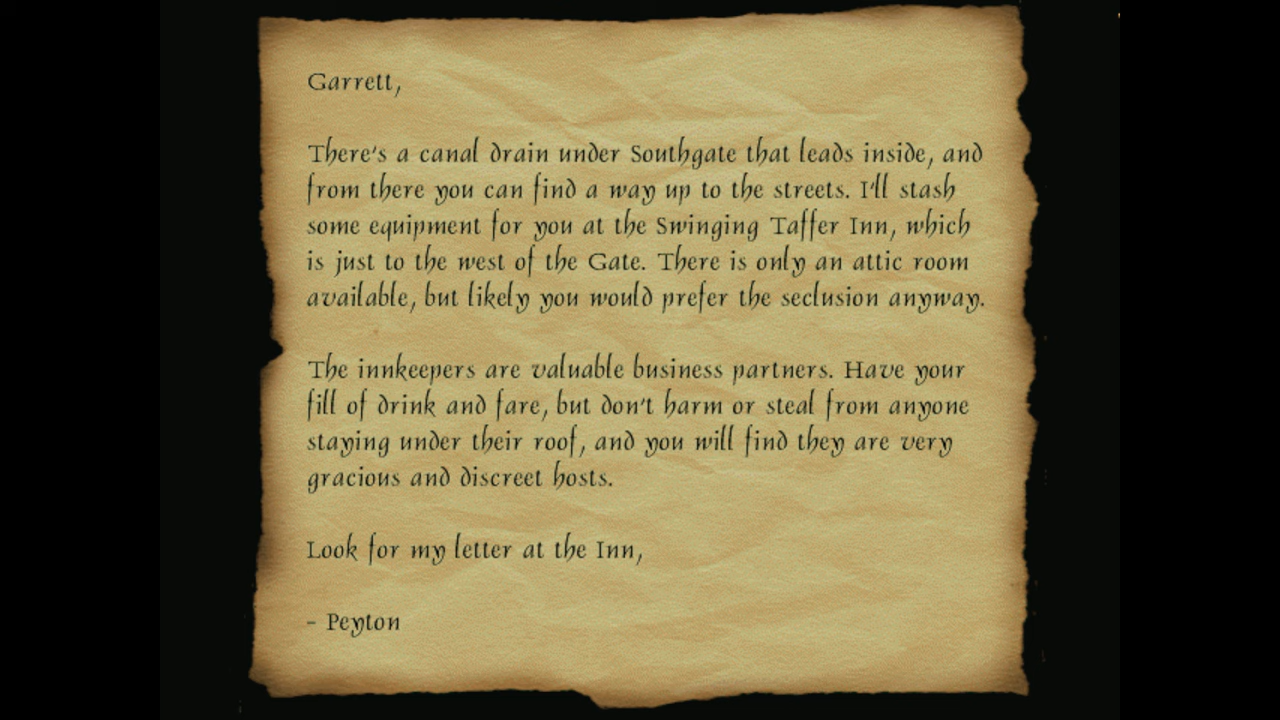 Garrett,
There's a canal drain under Southgate that leads inside, and
from there you can find a way up to the streets. I'll stash
some equipment for you at the Swinging Taffer Inn, which
is just to the west of the Gate. There is only an attic room
available, but likely you would prefer the seclusion anyway.
The innkeepers are valuable business partners. Have your
fill of drink and fare, but don't harm or steal from anyone
staying under their roof, and you will find they are very
gracious and discreet hosts.
Look for my letter at the Inn,
- Peyton